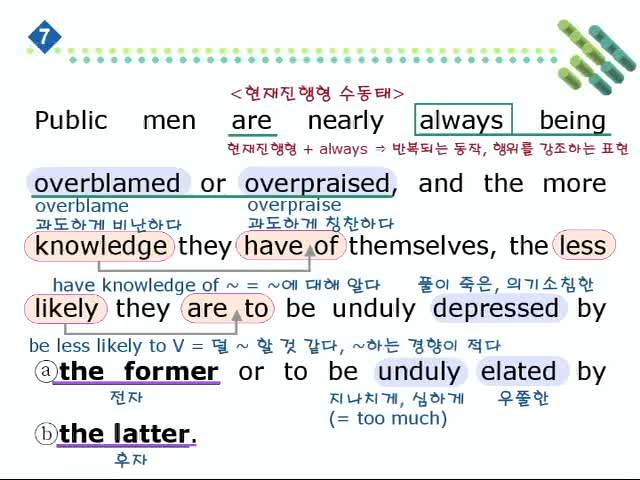 7
<현재진행형 수동태>
Public men are nearly always being
현재진행형 + always ⇒ 반복되는 동작, 행위를 강조하는 표현
overblamed or overpraised, and the more
overblame overpraise
과도하게 비난하다 과도하게 칭찬하다
knowledge they have of themselves, the less
have knowledge of ~ = ~에 대해 알다 풀이 죽은, 의기소침한
likely they are to be unduly depressed by
be less likely to V = 덜 ~ 할 것 같다, ~하는 경향이 적다
ⓐthe former or to be unduly elated by
전자 지나치게, 심하게 우쭐한
(= too much)
ⓑthe latter.
후자